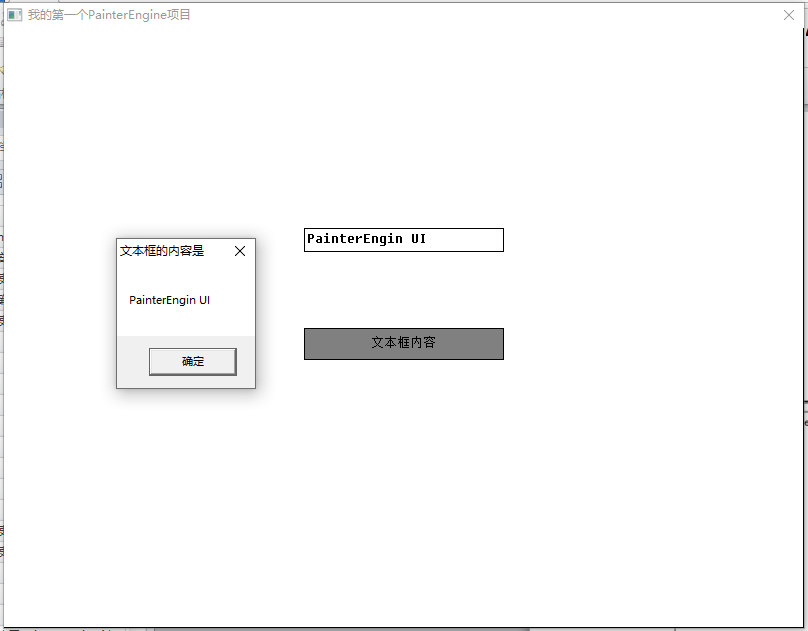 我的第一个PainterEngine项目
PainterEngin UI
文本框的内容是
PainterEngin UI
文本框内容
确定